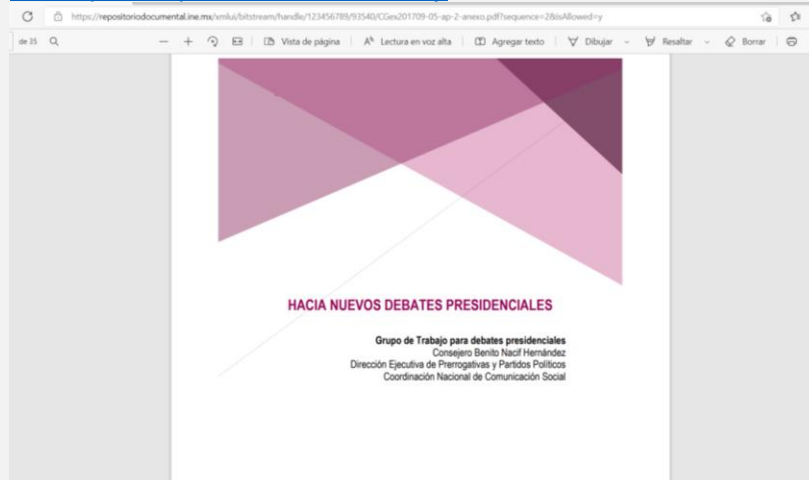 https://repositoriodocumental.ine.mx/xmlui/bitstream/handle/123456789/93540/CGex201709-05-ap-2-anexo.pdf?sequence=2&isAllowed=y
de 35
Vista de página
Lectura en voz alta
Agregar texto
Dibujar
Resaltar
Borrar
HACIA NUEVOS DEBATES PRESIDENCIALES
Grupo de Trabajo para debates presidenciales
Consejero Benito Nacif Hernández
Dirección Ejecutiva de Prerrogativas y Partidos Políticos
Coordinación Nacional de Comunicación Social